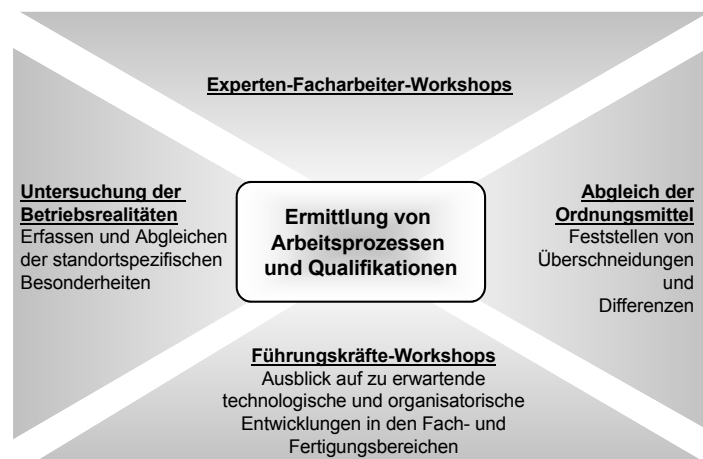 Experten-Facharbeiter-Workshops
Untersuchung der
Betriebsrealitäten
Erfassen und Abgleichen
der standortspezifischen
Besonderheiten
Ermittlung von
Arbeitsprozessen
und Qualifikationen
Abgleich der
Ordnungsmittel
Feststellen von
Überschneidungen
und
Differenzen
Führungskräfte-Workshops
Ausblick auf zu erwartende
technologische und organisatorische
Entwicklungen in den Fach- und
Fertigungsbereichen